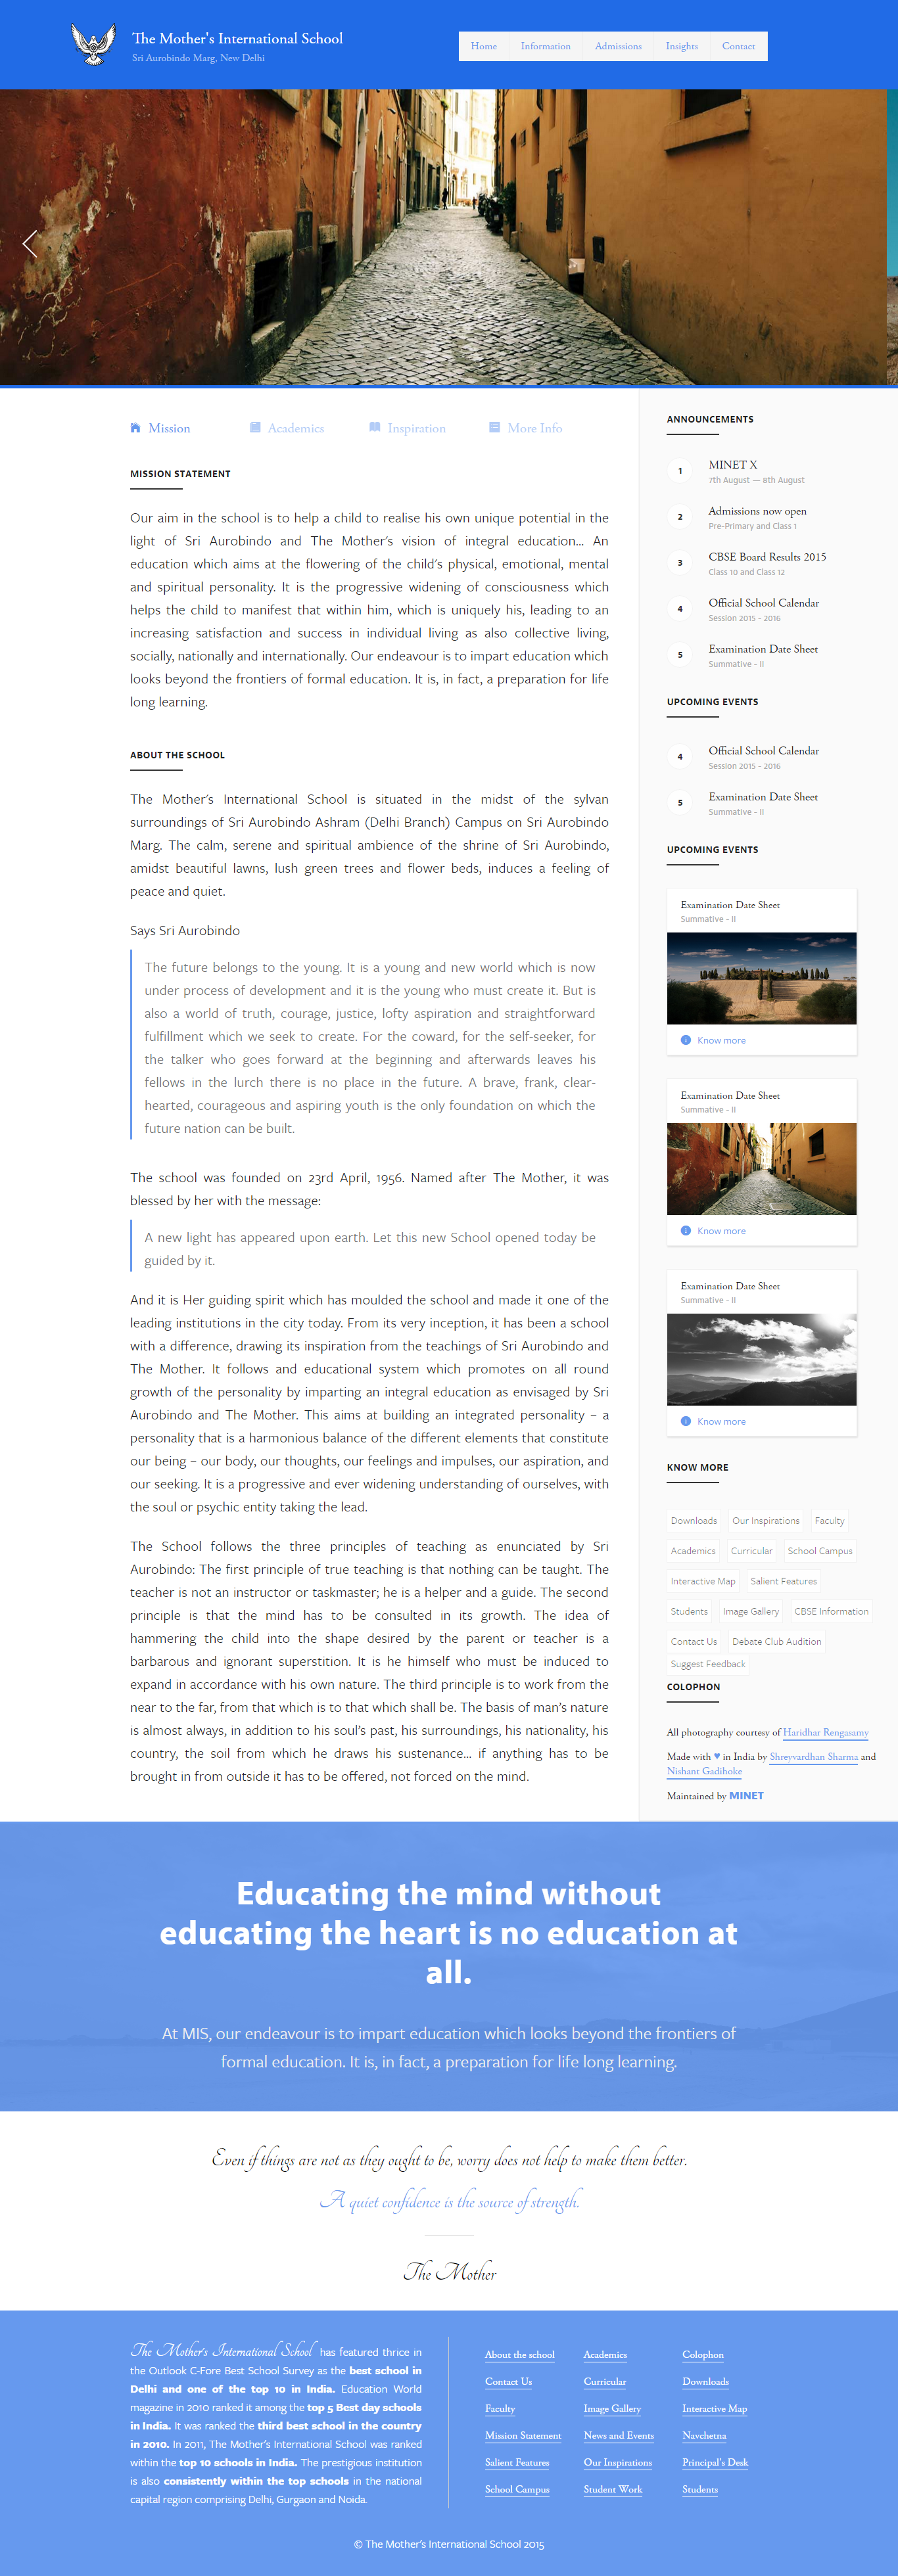 The Mother's International School
Sri Aurobindo Marg, New Delhi
Home
Information
Admissions
Insights
Contact
Mission
Academics
Inspiration
More Info
MISSION STATEMENT
Our aim in the school is to help a child to realise his own unique potential in the
light of Sri Aurobindo and The Mother's vision of integral education... An
education which aims at the flowering of the child's physical, emotional, mental
and spiritual personality. It is the progressive widening of consciousness which
helps the child to manifest that within him, which is uniquely his, leading to an
increasing satisfaction and success in individual living as also collective living,
socially, nationally and internationally. Our endeavour is to impart education which
looks beyond the frontiers of formal education. It is, in fact, a preparation for life
long learning.
ABOUT THE SCHOOL
The Mother's International School is situated in the midst of the sylvan
surroundings of Sri Aurobindo Ashram (Delhi Branch) Campus on Sri Aurobindo
Marg. The calm, serene and spiritual ambience of the shrine of Sri Aurobindo,
amidst beautiful lawns, lush green trees and flower beds, induces a feeling of
peace and quiet.
Says Sri Aurobindo
The future belongs to the young. It is a young and new world which is now
under process of development and it is the young who must create it. But is
also a world of truth, courage, justice, lofty aspiration and straightforward
fulfillment which we seek to create. For the coward, for the self-seeker, for
the talker who goes forward at the beginning and afterwards leaves his
fellows in the lurch there is no place in the future. A brave, frank, clear-
hearted, courageous and aspiring youth is the only foundation on which the
future nation can be built.
The school was founded on 23rd April, 1956. Named after The Mother, it was
blessed by her with the message:
A new light has appeared upon earth. Let this new School opened today be
guided by it.
And it is Her guiding spirit which has moulded the school and made it one of the
leading institutions in the city today. From its very inception, it has been a school
with a difference, drawing its inspiration from the teachings of Sri Aurobindo and
The Mother. It follows and educational system which promotes on all round
growth of the personality by imparting an integral education as envisaged by Sri
Aurobindo and The Mother. This aims at building an integrated personality – a
personality that is a harmonious balance of the different elements that constitute
our being – our body, our thoughts, our feelings and impulses, our aspiration, and
our seeking. It is a progressive and ever widening understanding of ourselves, with
the soul or psychic entity taking the lead.
The School follows the three principles of teaching as enunciated by Sri
Aurobindo: The first principle of true teaching is that nothing can be taught. The
teacher is not an instructor or taskmaster; he is a helper and a guide. The second
principle is that the mind has to be consulted in its growth. The idea of
hammering the child into the shape desired by the parent or teacher is a
barbarous and ignorant superstition. It is he himself who must be induced to
expand in accordance with his own nature. The third principle is to work from the
near to the far, from that which is to that which shall be. The basis of man's nature
is almost always, in addition to his soul's past, his surroundings, his nationality, his
country, the soil from which he draws his sustenance... if anything has to be
brought in from outside it has to be offered, not forced on the mind.
ANNOUNCEMENTS
1
MINET X
7th August — 8th August
2
Admissions now open
Pre-Primary and Class 1
3
CBSE Board Results 2015
Class 10 and Class 12
4
Official School Calendar
Session 2015 - 2016
5
Examination Date Sheet
Summative - II
UPCOMING EVENTS
4
Official School Calendar
Session 2015 - 2016
5
Examination Date Sheet
Summative - II
UPCOMING EVENTS
Examination Date Sheet
Summative - II
Know more
Examination Date Sheet
Summative - II
Know more
Examination Date Sheet
Summative - II
Know more
KNOW MORE
Downloads Our Inspirations Faculty
Academics Curricular School Campus
Interactive Map Salient Features
Students Image Gallery CBSE Information
Contact Us Debate Club Audition
Suggest Feedback
COLOPHON
All photography courtesy of Haridhar Rengasamy
Made with ♥ in India by Shreyvardhan Sharma and
Nishant Gadihoke
Maintained by MINET
Educating the mind without
educating the heart is no education at
all.
At MIS, our endeavour is to impart education which looks beyond the frontiers of
formal education. It is, in fact, a preparation for life long learning.
Even if things are not as they ought to be, worry does not help to make them better.
A quiet confidence is the source of strength.
The Mother
The Mother's International School has featured thrice in
the Outlook C-Fore Best School Survey as the best school in
Delhi and one of the top 10 in India. Education World
magazine in 2010 ranked it among the top 5 Best day schools
in India. It was ranked the third best school in the country
in 2010. In 2011, The Mother's International School was ranked
within the top 10 schools in India. The prestigious institution
is also consistently within the top schools in the national
capital region comprising Delhi, Gurgaon and Noida.
About the school Academics Colophon
Contact Us Curricular Downloads
Faculty Image Gallery Interactive Map
Mission Statement News and Events Navchetna
Salient Features Our Inspirations Principal's Desk
School Campus Student Work Students
© The Mother's International School 2015